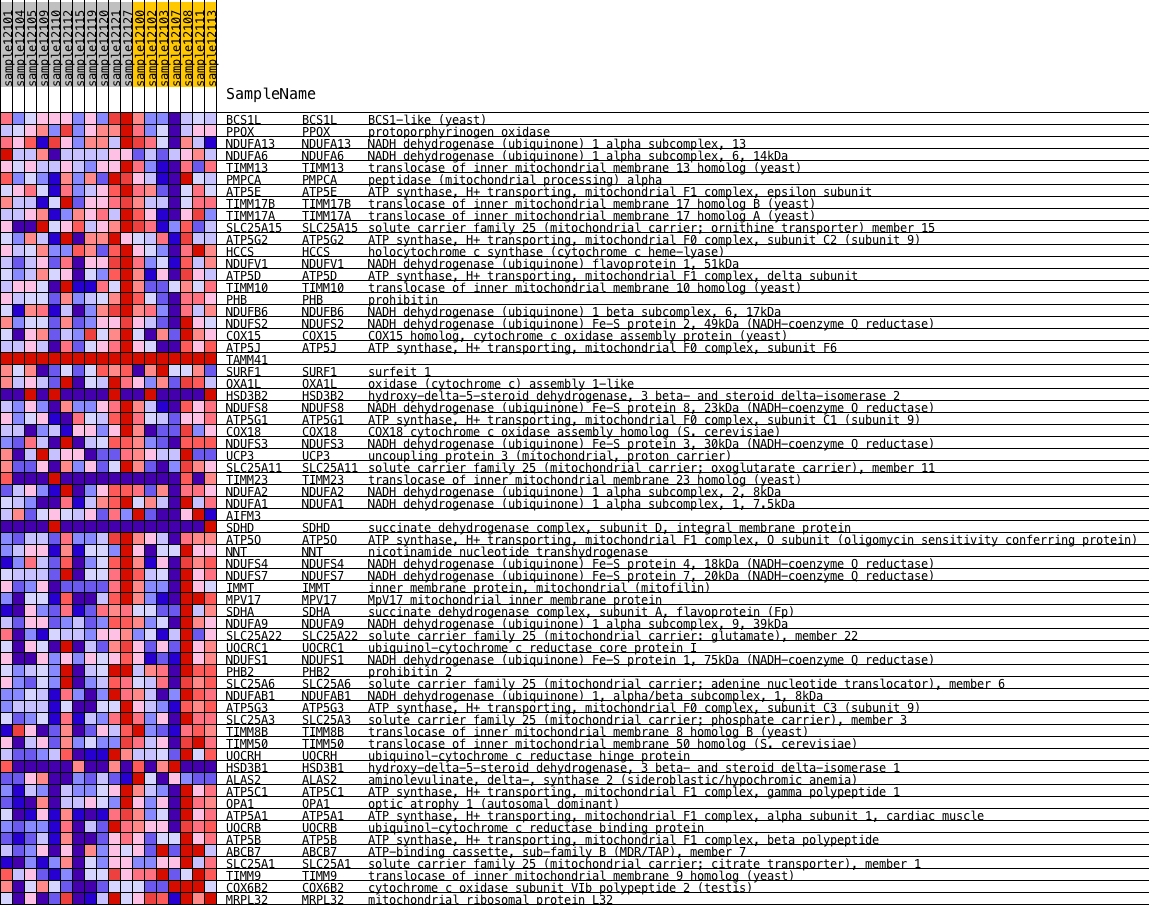 sample12101 sample12104 sample12105 sample12109 sample12110 sample12112 sample12115 sample12119 sample12120 sample12121 sample12127 sample12100 sample12102 sample12103 sample12107 sample12108 sample12111 sample12113
SampleName
BCS1L BCS1L BCS1-like (yeast)
PPOX PPOX protoporphyrinogen oxidase
NDUFA13 NDUFA13 NADH dehydrogenase (ubiquinone) 1 alpha subcomplex, 13
NDUFA6 NDUFA6 NADH dehydrogenase (ubiquinone) 1 alpha subcomplex, 6, 14kDa
TIMM13 TIMM13 translocase of inner mitochondrial membrane 13 homolog (yeast)
PMPCA PMPCA peptidase (mitochondrial processing) alpha
ATP5E ATP5E ATP synthase, H+ transporting, mitochondrial F1 complex, epsilon subunit
TIMM17B TIMM17B translocase of inner mitochondrial membrane 17 homolog B (yeast)
TIMM17A TIMM17A translocase of inner mitochondrial membrane 17 homolog A (yeast)
SLC25A15 SLC25A15 solute carrier family 25 (mitochondrial carrier; ornithine transporter) member 15
ATP5G2 ATP5G2 ATP synthase, H+ transporting, mitochondrial F0 complex, subunit C2 (subunit 9)
HCCS HCCS holocytochrome c synthase (cytochrome c heme-lyase)
NDUFV1 NDUFV1 NADH dehydrogenase (ubiquinone) flavoprotein 1, 51kDa
ATP5D ATP5D ATP synthase, H+ transporting, mitochondrial F1 complex, delta subunit
TIMM10 TIMM10 translocase of inner mitochondrial membrane 10 homolog (yeast)
PHB PHB prohibitin
NDUFB6 NDUFB6 NADH dehydrogenase (ubiquinone) 1 beta subcomplex, 6, 17kDa
NDUFS2 NDUFS2 NADH dehydrogenase (ubiquinone) Fe-S protein 2, 49kDa (NADH-coenzyme Q reductase)
COX15 COX15 COX15 homolog, cytochrome c oxidase assembly protein (yeast)
ATP5J ATP5J ATP synthase, H+ transporting, mitochondrial F0 complex, subunit F6
TAMM41
SURF1 SURF1 surfeit 1
OXA1L OXA1L oxidase (cytochrome c) assembly 1-like
HSD3B2 HSD3B2 hydroxy-delta-5-steroid dehydrogenase, 3 beta- and steroid delta-isomerase 2
NDUFS8 NDUFS8 NADH dehydrogenase (ubiquinone) Fe-S protein 8, 23kDa (NADH-coenzyme Q reductase)
ATP5G1 ATP5G1 ATP synthase, H+ transporting, mitochondrial F0 complex, subunit C1 (subunit 9)
COX18 COX18 COX18 cytochrome c oxidase assembly homolog (S. cerevisiae)
NDUFS3 NDUFS3 NADH dehydrogenase (ubiquinone) Fe-S protein 3, 30kDa (NADH-coenzyme Q reductase)
UCP3 UCP3 uncoupling protein 3 (mitochondrial, proton carrier)
SLC25A11 SLC25A11 solute carrier family 25 (mitochondrial carrier; oxoglutarate carrier), member 11
TIMM23 TIMM23 translocase of inner mitochondrial membrane 23 homolog (yeast)
NDUFA2 NDUFA2 NADH dehydrogenase (ubiquinone) 1 alpha subcomplex, 2, 8kDa
NDUFA1 NDUFA1 NADH dehydrogenase (ubiquinone) 1 alpha subcomplex, 1, 7.5kDa
AIFM3
SDHD SDHD succinate dehydrogenase complex, subunit D, integral membrane protein
ATP5O ATP5O ATP synthase, H+ transporting, mitochondrial F1 complex, O subunit (oligomycin sensitivity conferring protein)
NNT NNT nicotinamide nucleotide transhydrogenase
NDUFS4 NDUFS4 NADH dehydrogenase (ubiquinone) Fe-S protein 4, 18kDa (NADH-coenzyme Q reductase)
NDUFS7 NDUFS7 NADH dehydrogenase (ubiquinone) Fe-S protein 7, 20kDa (NADH-coenzyme Q reductase)
IMMT IMMT inner membrane protein, mitochondrial (mitofilin)
MPV17 MPV17 MpV17 mitochondrial inner membrane protein
SDHA SDHA succinate dehydrogenase complex, subunit A, flavoprotein (Fp)
NDUFA9 NDUFA9 NADH dehydrogenase (ubiquinone) 1 alpha subcomplex, 9, 39kDa
SLC25A22 SLC25A22 solute carrier family 25 (mitochondrial carrier: glutamate), member 22
UQCRC1 UQCRC1 ubiquinol-cytochrome c reductase core protein I
NDUFS1 NDUFS1 NADH dehydrogenase (ubiquinone) Fe-S protein 1, 75kDa (NADH-coenzyme Q reductase)
PHB2 PHB2 prohibitin 2
SLC25A6 SLC25A6 solute carrier family 25 (mitochondrial carrier; adenine nucleotide translocator), member 6
NDUFAB1 NDUFAB1 NADH dehydrogenase (ubiquinone) 1, alpha/beta subcomplex, 1, 8kDa
ATP5G3 ATP5G3 ATP synthase, H+ transporting, mitochondrial F0 complex, subunit C3 (subunit 9)
SLC25A3 SLC25A3 solute carrier family 25 (mitochondrial carrier; phosphate carrier), member 3
TIMM8B TIMM8B translocase of inner mitochondrial membrane 8 homolog B (yeast)
TIMM50 TIMM50 translocase of inner mitochondrial membrane 50 homolog (S. cerevisiae)
UQCRH UQCRH ubiquinol-cytochrome c reductase hinge protein
HSD3B1 HSD3B1 hydroxy-delta-5-steroid dehydrogenase, 3 beta- and steroid delta-isomerase 1
ALAS2 ALAS2 aminolevulinate, delta-, synthase 2 (sideroblastic/hypochromic anemia)
ATP5C1 ATP5C1 ATP synthase, H+ transporting, mitochondrial F1 complex, gamma polypeptide 1
OPA1 OPA1 optic atrophy 1 (autosomal dominant)
ATP5A1 ATP5A1 ATP synthase, H+ transporting, mitochondrial F1 complex, alpha subunit 1, cardiac muscle
UQCRB UQCRB ubiquinol-cytochrome c reductase binding protein
ATP5B ATP5B ATP synthase, H+ transporting, mitochondrial F1 complex, beta polypeptide
ABCB7 ABCB7 ATP-binding cassette, sub-family B (MDR/TAP), member 7
SLC25A1 SLC25A1 solute carrier family 25 (mitochondrial carrier; citrate transporter), member 1
TIMM9 TIMM9 translocase of inner mitochondrial membrane 9 homolog (yeast)
COX6B2 COX6B2 cytochrome c oxidase subunit VIb polypeptide 2 (testis)
MRPL32 MRPL32 mitochondrial ribosomal protein L32